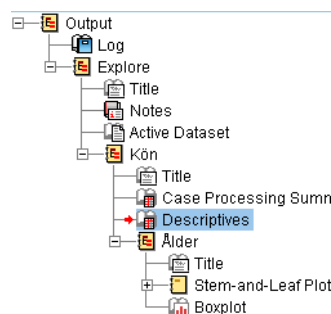 Output
Log
Explore
Title
Notes
Active Dataset
Kön
Title
Case Processing Summ
Descriptives
Ålder
Title
Stem-and-Leaf Plot
Boxplot